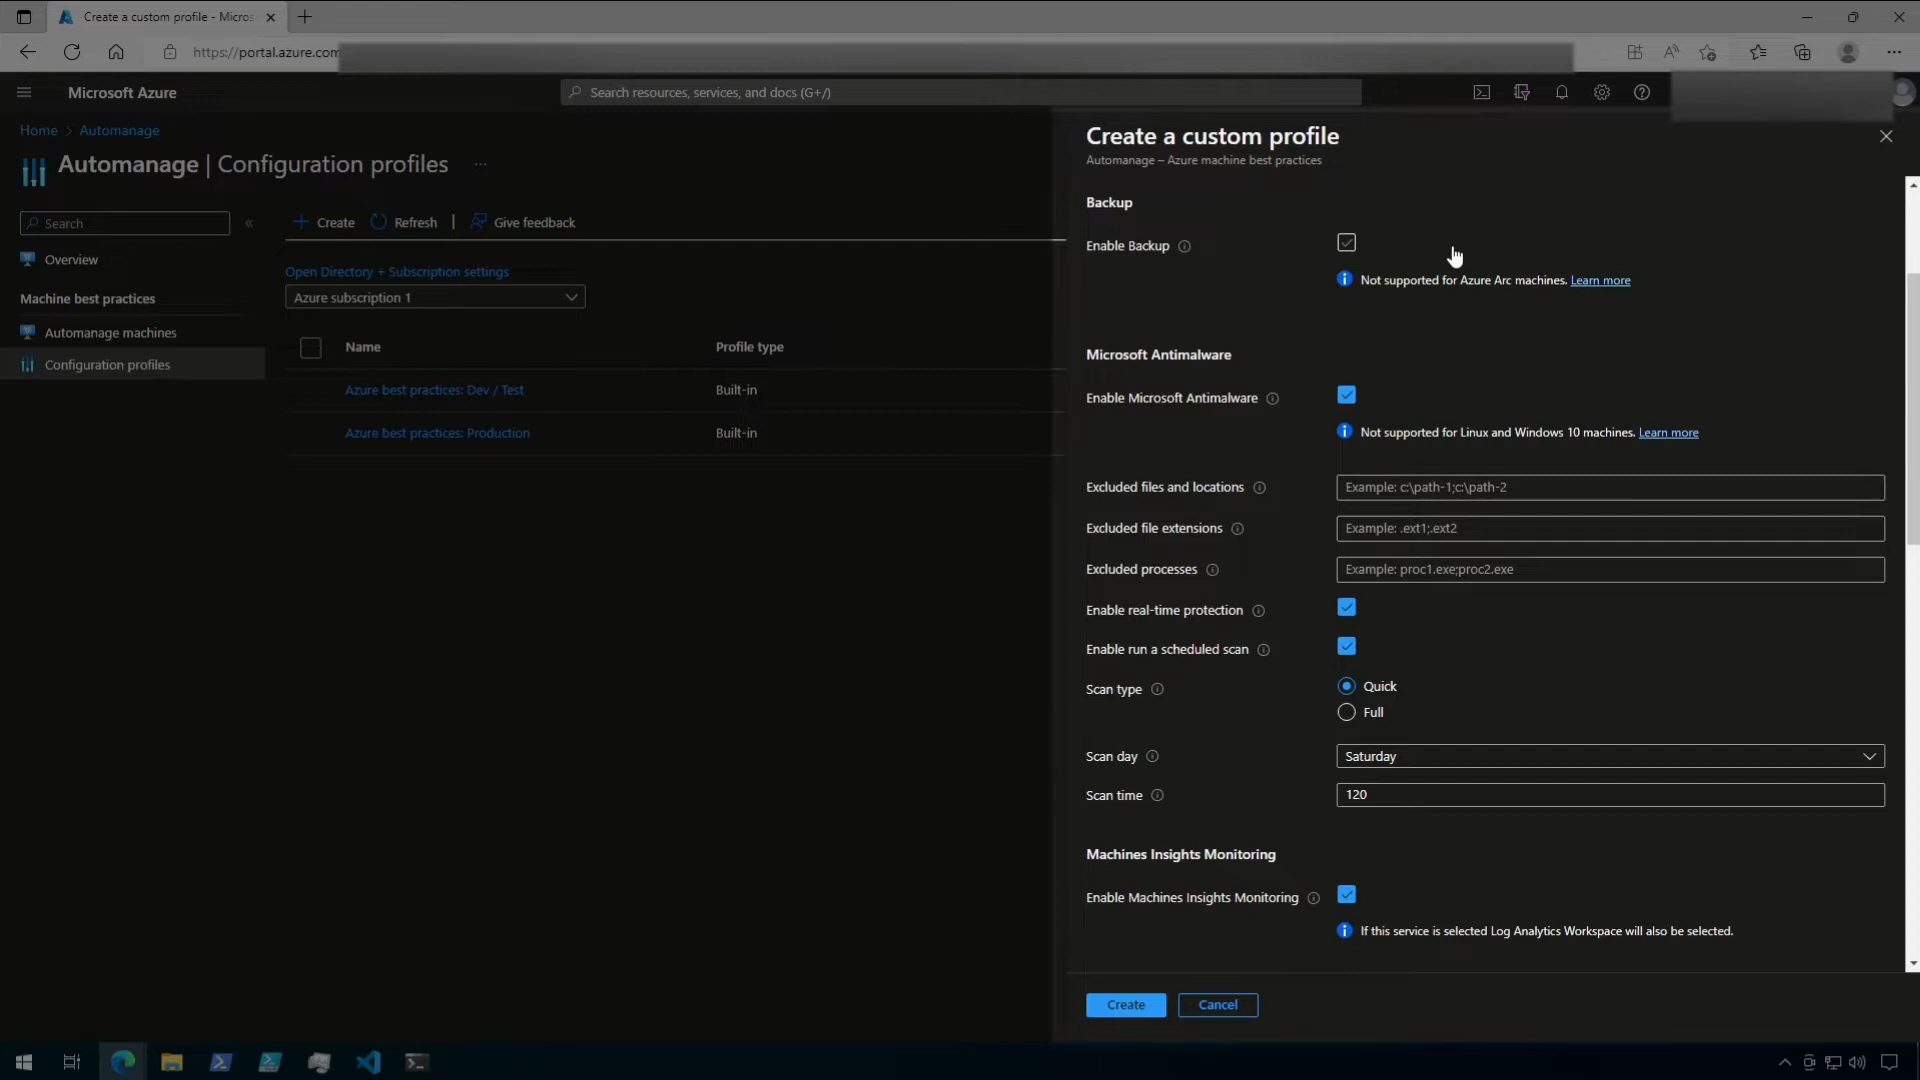 Create a custom profile - Micros
https://portal.azure.com
Microsoft Azure
Search resources, services, and docs (G+/)
Home > Automanage
Automanage | Configuration profiles ...
Search
«
Overview
Machine best practices
Automanage machines
Configuration profiles
+ Create
Refresh
Give feedback
Open Directory + Subscription settings
Azure subscription 1
Name
Profile type
Azure best practices: Dev / Test
Built-in
Azure best practices: Production
Built-in
Create a custom profile
Automanage – Azure machine best practices
Backup
Enable Backup
Not supported for Azure Arc machines. Learn more
Microsoft Antimalware
Enable Microsoft Antimalware
Not supported for Linux and Windows 10 machines. Learn more
Excluded files and locations
Example: c:\path-1;c:\path-2
Excluded file extensions
Example: .ext1;.ext2
Excluded processes
Example: proc1.exe;proc2.exe
Enable real-time protection
Enable run a scheduled scan
Scan type
Quick
Full
Scan day
Saturday
Scan time
120
Machines Insights Monitoring
Enable Machines Insights Monitoring
If this service is selected Log Analytics Workspace will also be selected.
Create
Cancel